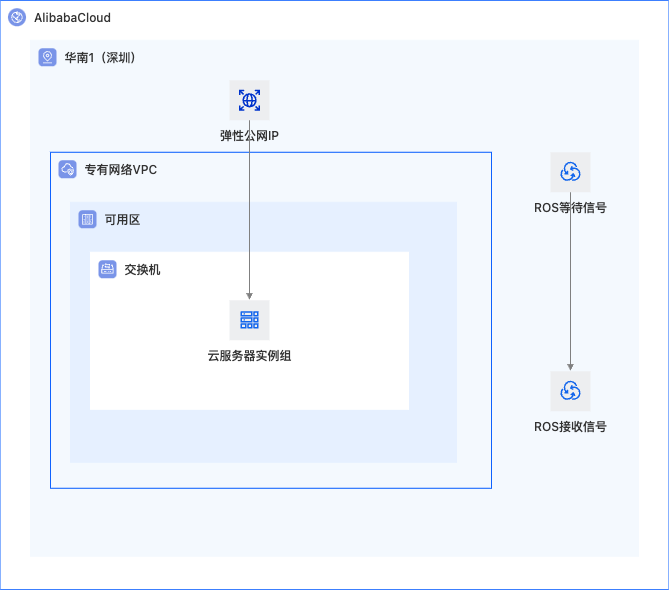 AlibabaCloud
华南1（深圳）
弹性公网IP
专有网络VPC
ROS等待信号
可用区
交换机
云服务器实例组
ROS接收信号